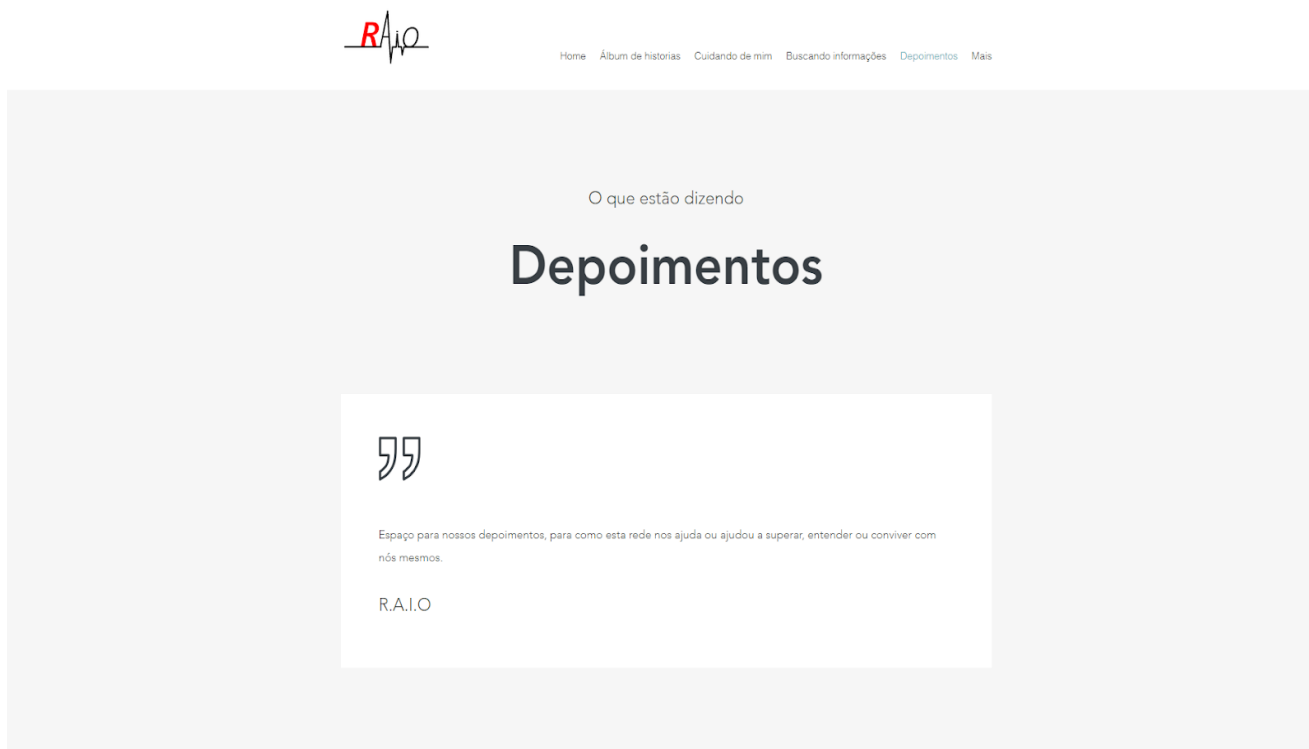 RAiO
Home Álbum de historias Cuidando de mim Buscando informações Depoimentos Mais
O que estão dizendo
Depoimentos
”
Espaço para nossos depoimentos, para como esta rede nos ajuda ou ajudou a superar, entender ou conviver com
nós mesmos.
R.A.I.O